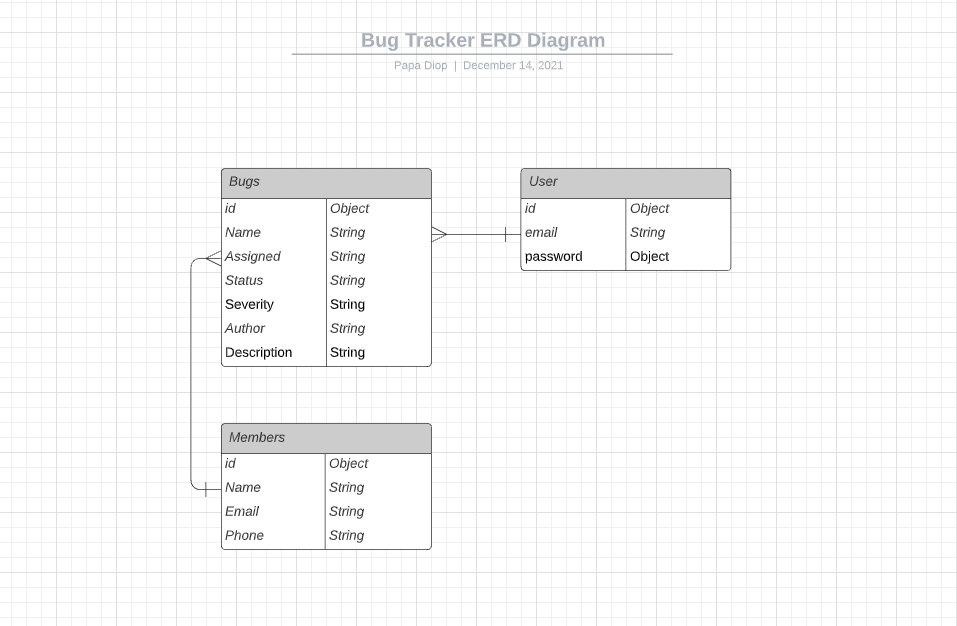 Bug Tracker ERD Diagram
Papa Diop | December 14, 2021
Bugs
id Object
Name String
Assigned String
Status String
Severity String
Author String
Description String
User
id Object
email String
password Object
Members
id Object
Name String
Email String
Phone String